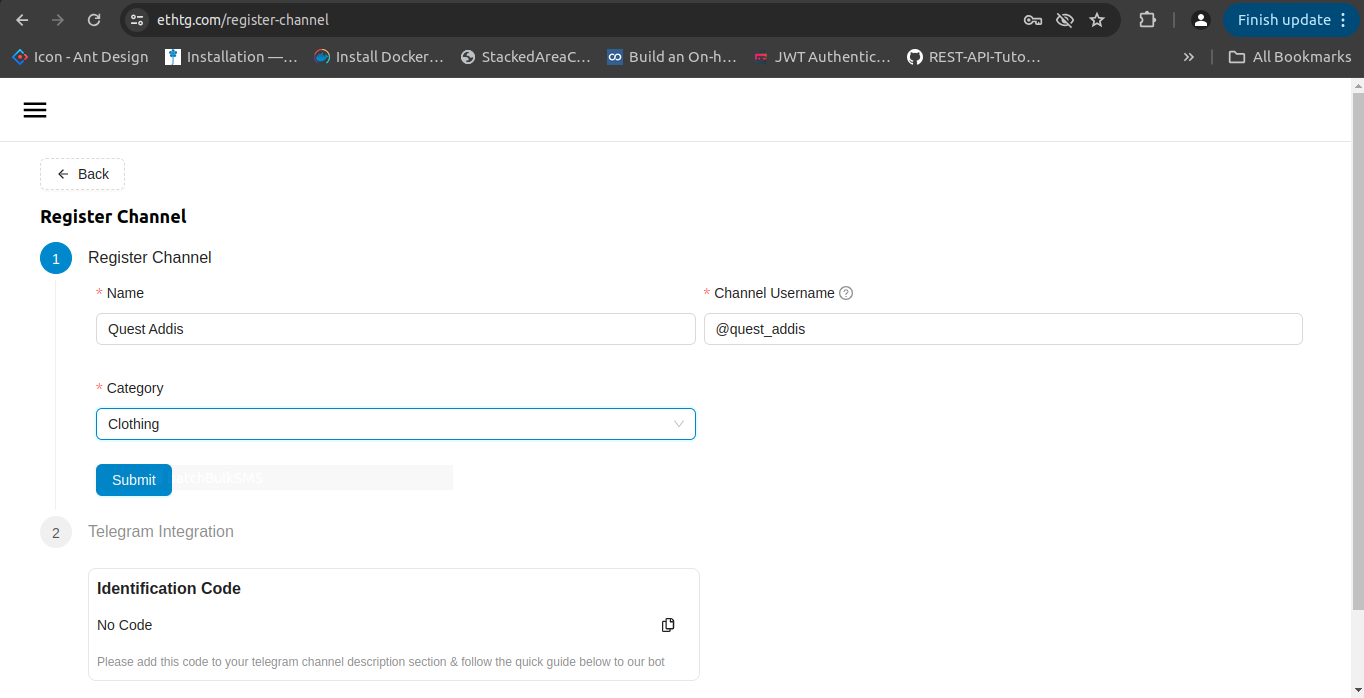 ethtg.com/register-channel
Finish update
Icon - Ant Design
Installation —…
Install Docker…
StackedAreaC…
Build an On-h…
JWT Authentic…
REST-API-Tuto…
»
All Bookmarks
Back
Register Channel
1
Register Channel
* Name
* Channel Username
Quest Addis
@quest_addis
* Category
Clothing
Submit
2
Telegram Integration
Identification Code
No Code
Please add this code to your telegram channel description section & follow the quick guide below to our bot